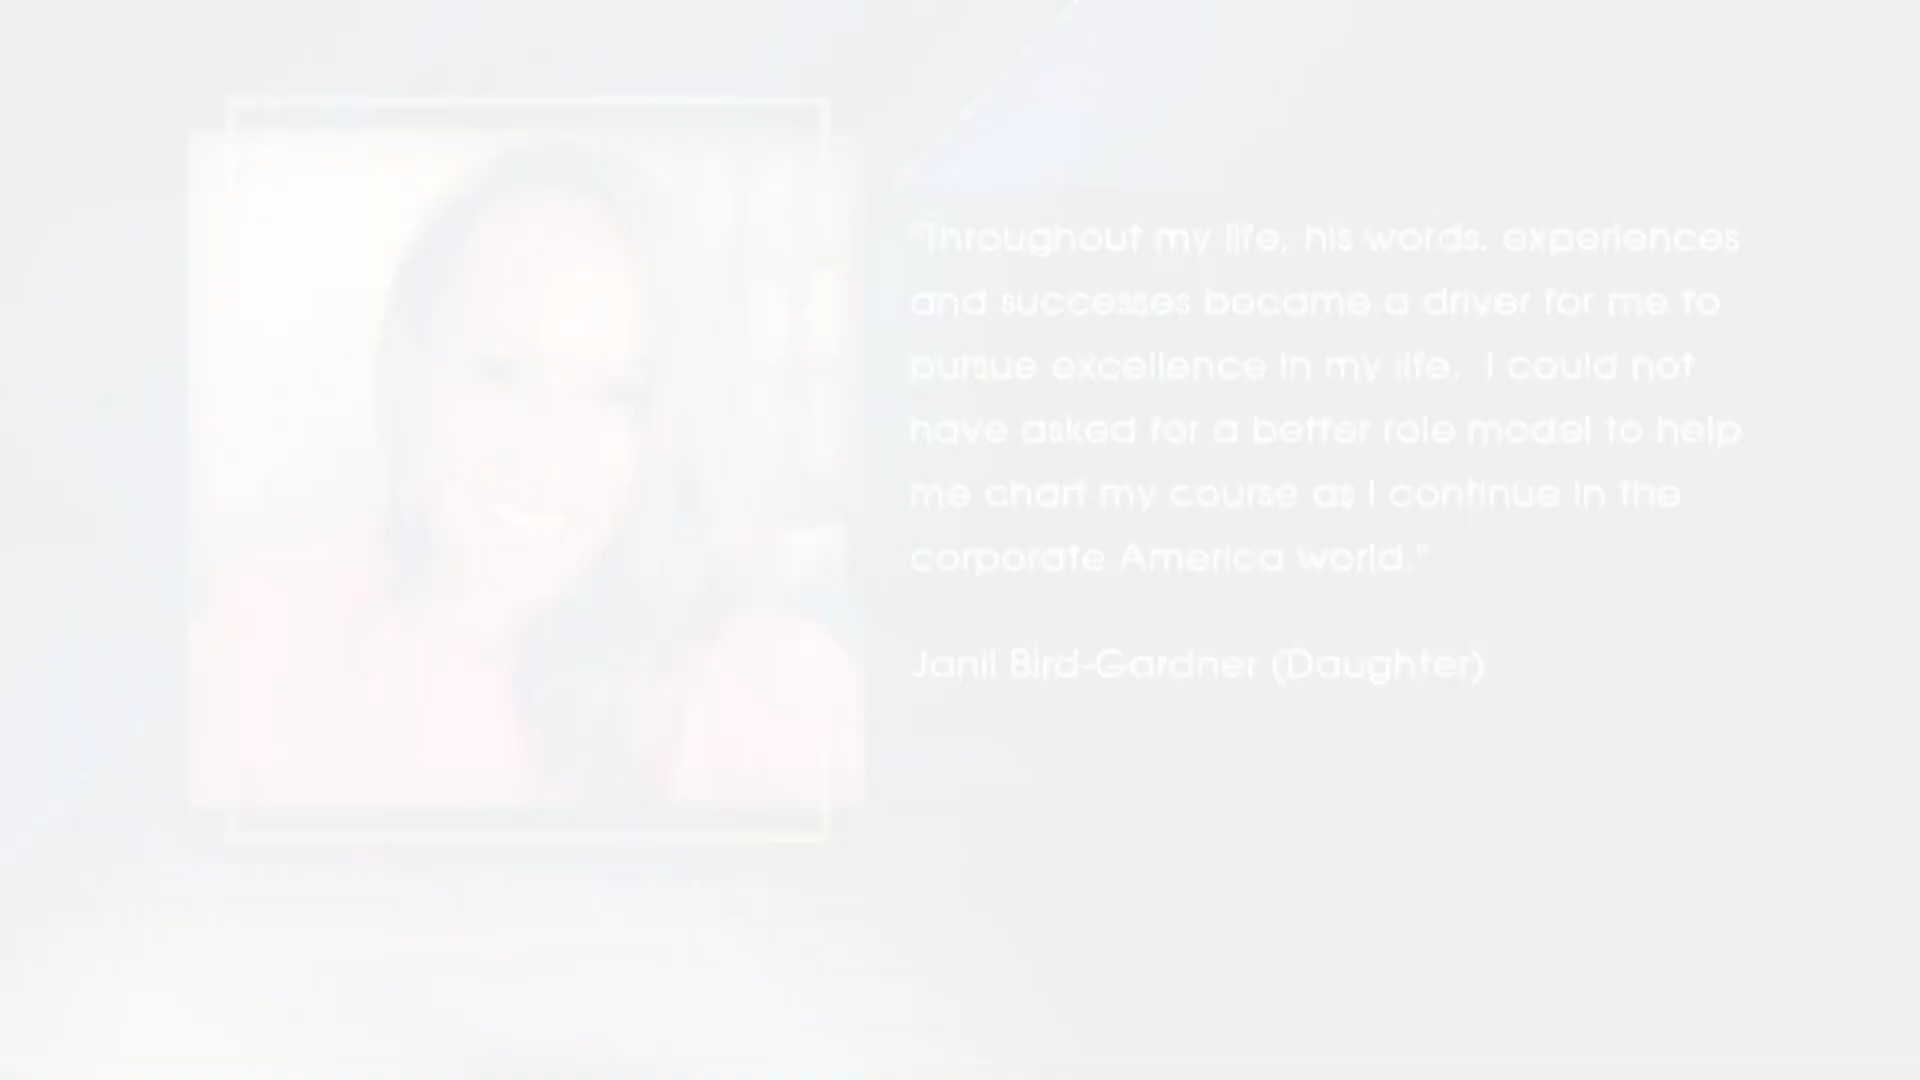 "Throughout my life, his words, experiences
and successes became a driver for me to
pursue excellence in my life.  I could not
have asked for a better role model to help
me chart my course as I continue in the
corporate America world."
Janil Bird-Gardner (Daughter)